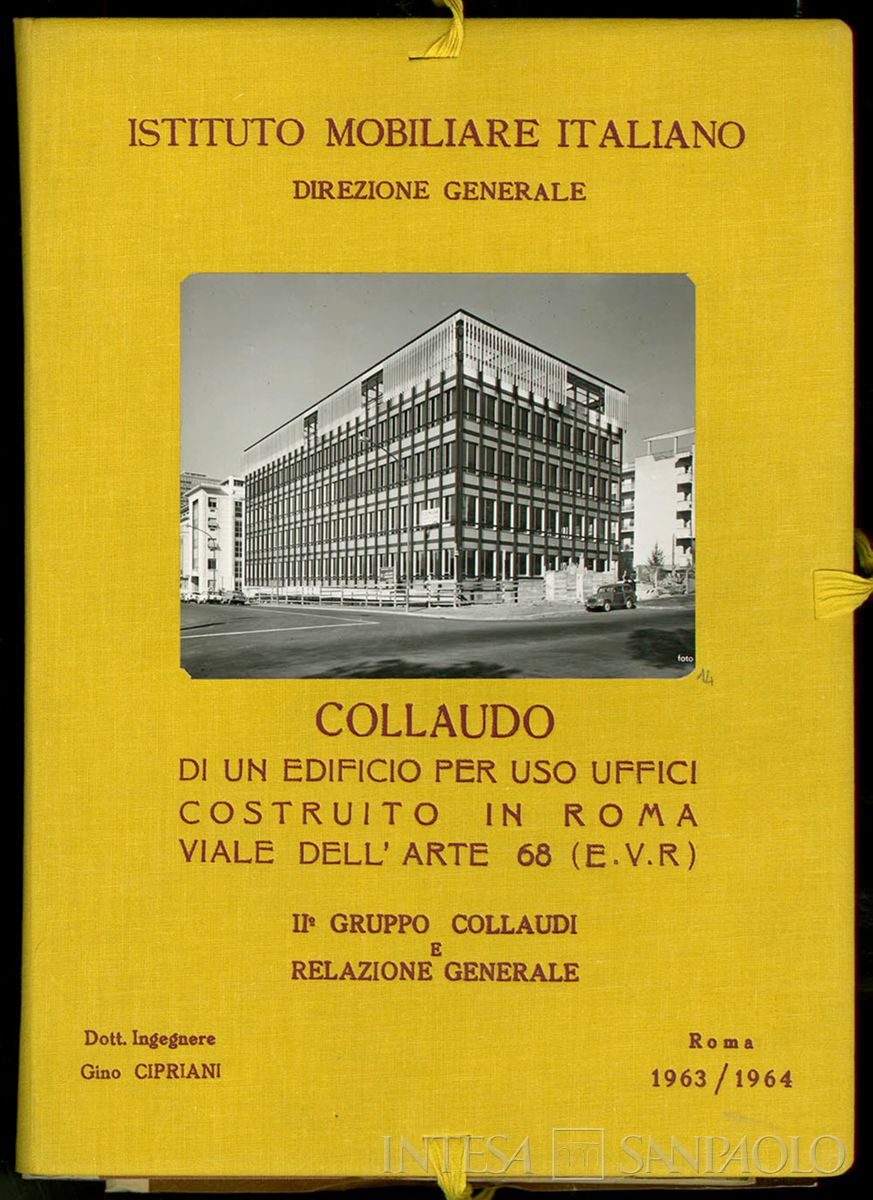 ISTITUTO MOBILIARE ITALIANO
DIREZIONE GENERALE
foto
14
COLLAUDO
DI UN EDIFICIO PER USO UFFICI
COSTRUITO IN ROMA
VIALE DELL' ARTE 68 (E.V.R)
IIº GRUPPO COLLAUDI
E
RELAZIONE GENERALE
Dott. Ingegnere
Gino CIPRIANI
Roma
1963/1964
INTESA SANPAOLO